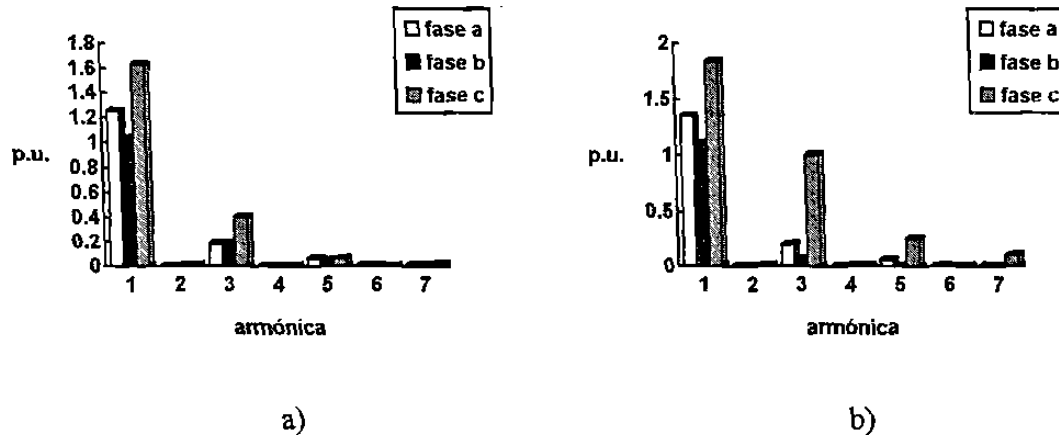 fase a
fase b
fase c
1.8
1.6
1.4
1.2
1
0.8
0.6
0.4
0.2
0
p.u.
1 2 3 4 5 6 7
armónica
a)
fase a
fase b
fase c
2
1.5
1
0.5
0
p.u.
1 2 3 4 5 6 7
armónica
b)